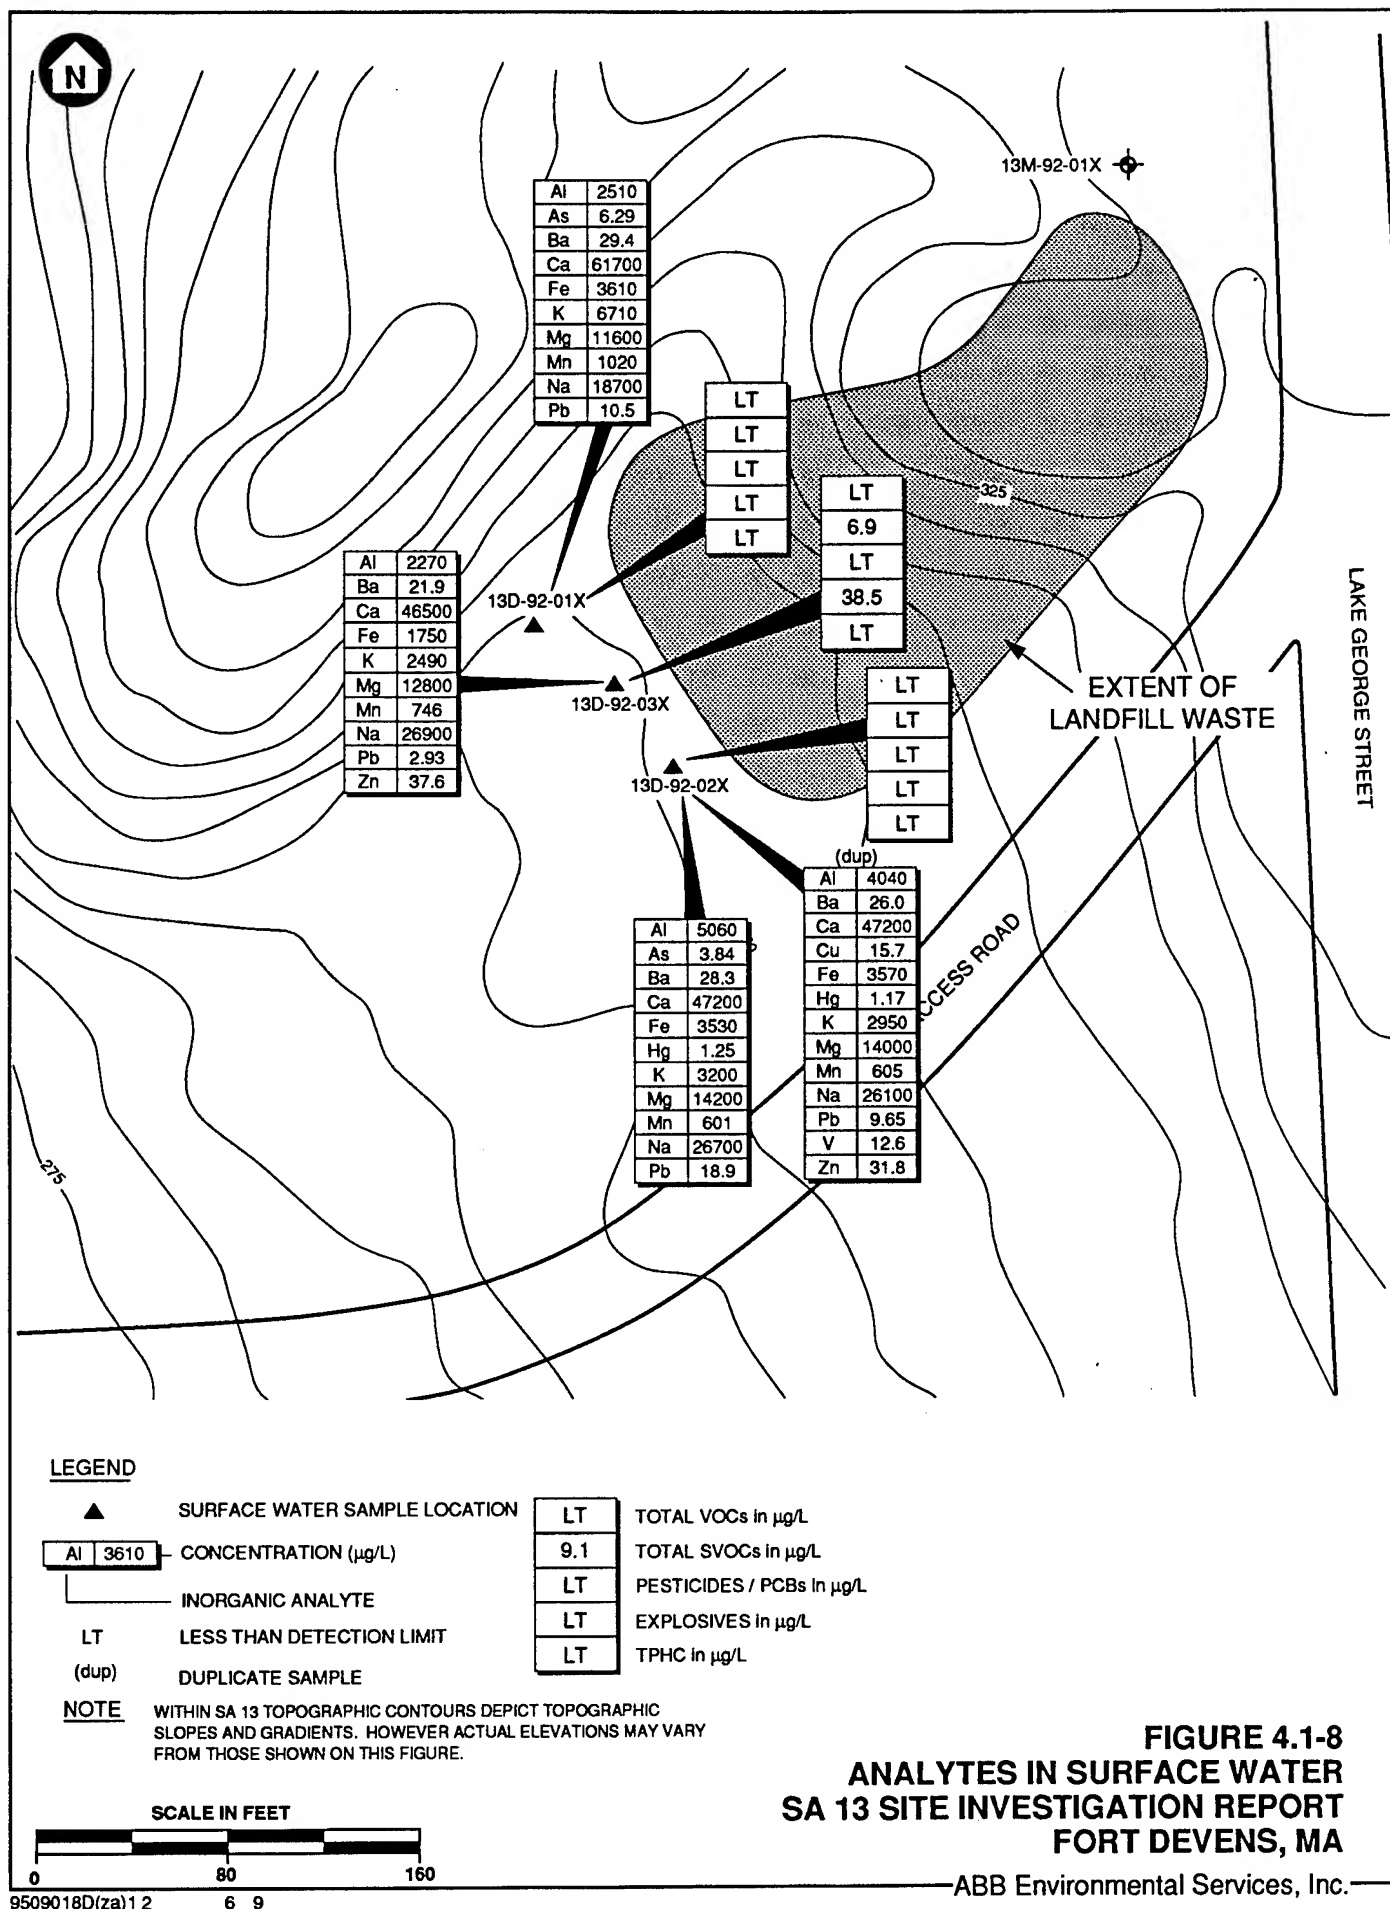 N
13M-92-01X
Al 2510
As 6.29
Ba 29.4
Ca 61700
Fe 3610
K 6710
Mg 11600
Mn 1020
Na 18700
Pb 10.5
LT
LT
LT
LT
LT
LT
6.9
LT
38.5
LT
325
Al 2270
Ba 21.9
Ca 46500
Fe 1750
K 2490
Mg 12800
Mn 746
Na 26900
Pb 2.93
Zn 37.6
13D-92-01X
13D-92-03X
13D-92-02X
LT
LT
LT
LT
LT
EXTENT OF
LANDFILL WASTE
LAKE GEORGE STREET
(dup)
Al 4040
Ba 26.0
Ca 47200
Cu 15.7
Fe 3570
Hg 1.17
K 2950
Mg 14000
Mn 605
Na 26100
Pb 9.65
V 12.6
Zn 31.8
Al 5060
As 3.84
Ba 28.3
Ca 47200
Fe 3530
Hg 1.25
K 3200
Mg 14200
Mn 601
Na 26700
Pb 18.9
CCESS ROAD
275
LEGEND
SURFACE WATER SAMPLE LOCATION
Al 3610 CONCENTRATION (µg/L)
INORGANIC ANALYTE
LT LESS THAN DETECTION LIMIT
(dup) DUPLICATE SAMPLE
LT TOTAL VOCs in µg/L
9.1 TOTAL SVOCs in µg/L
LT PESTICIDES / PCBs in µg/L
LT EXPLOSIVES in µg/L
LT TPHC in µg/L
NOTE WITHIN SA 13 TOPOGRAPHIC CONTOURS DEPICT TOPOGRAPHIC
SLOPES AND GRADIENTS. HOWEVER ACTUAL ELEVATIONS MAY VARY
FROM THOSE SHOWN ON THIS FIGURE.
SCALE IN FEET
0 80 160
FIGURE 4.1-8
ANALYTES IN SURFACE WATER
SA 13 SITE INVESTIGATION REPORT
FORT DEVENS, MA
ABB Environmental Services, Inc.
9509018D(za) 1 2 6 9